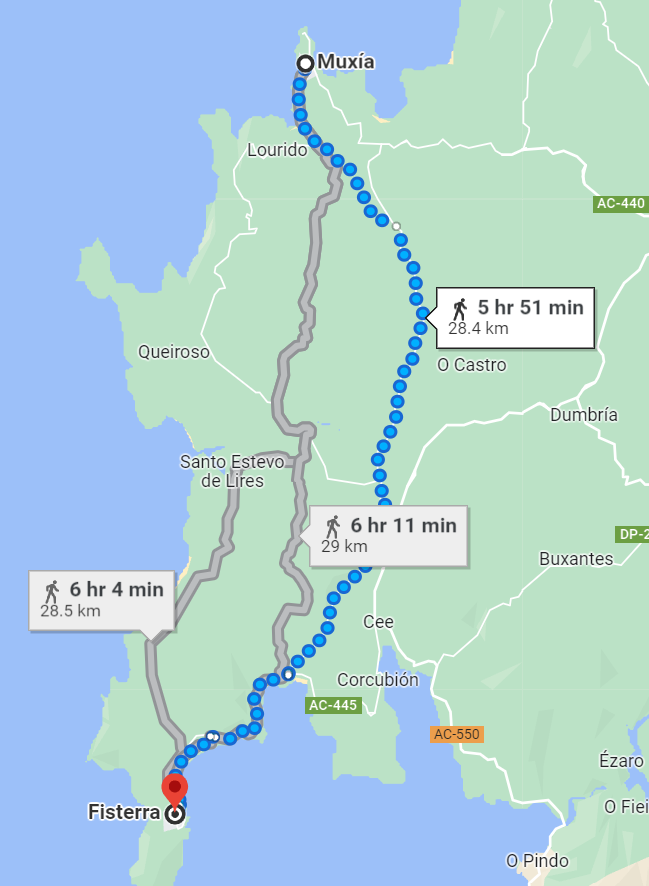 Muxía
Lourido
AC-440
5 hr 51 min
28.4 km
Queiroso
O Castro
Dumbría
Santo Estevo
de Lires
6 hr 11 min
29 km
DP-2
Buxantes
6 hr 4 min
28.5 km
Cee
Corcubión
AC-445
AC-550
Ézaro
Fisterra
O Fiei
O Pindo